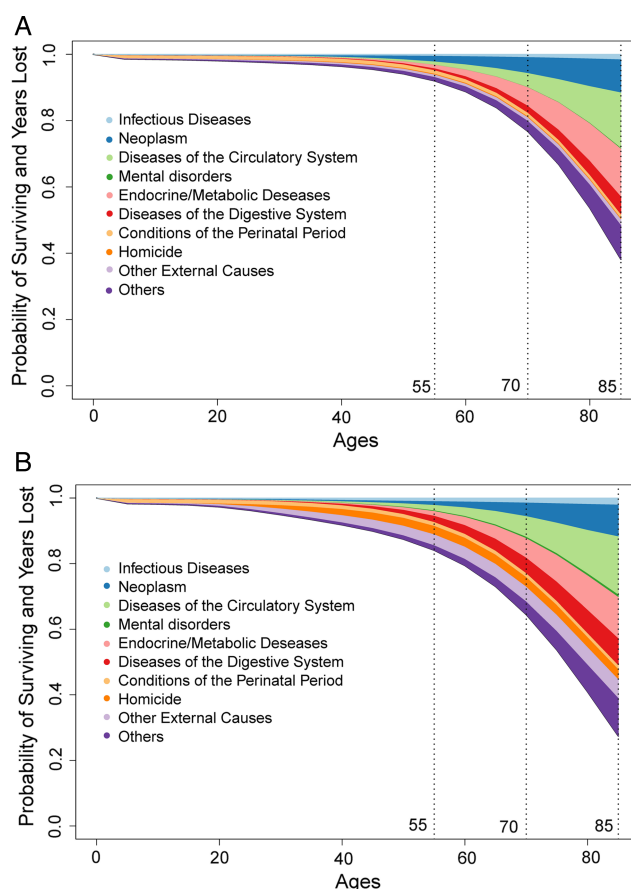 A
Probability of Surviving and Years Lost
1.0
0.8
0.6
0.4
0.2
0.0
Infectious Diseases
Neoplasm
Diseases of the Circulatory System
Mental disorders
Endocrine/Metabolic Deseases
Diseases of the Digestive System
Conditions of the Perinatal Period
Homicide
Other External Causes
Others
55
70
85
0
20
40
60
80
Ages
B
Probability of Surviving and Years Lost
1.0
0.8
0.6
0.4
0.2
0.0
Infectious Diseases
Neoplasm
Diseases of the Circulatory System
Mental disorders
Endocrine/Metabolic Deseases
Diseases of the Digestive System
Conditions of the Perinatal Period
Homicide
Other External Causes
Others
55
70
85
0
20
40
60
80
Ages